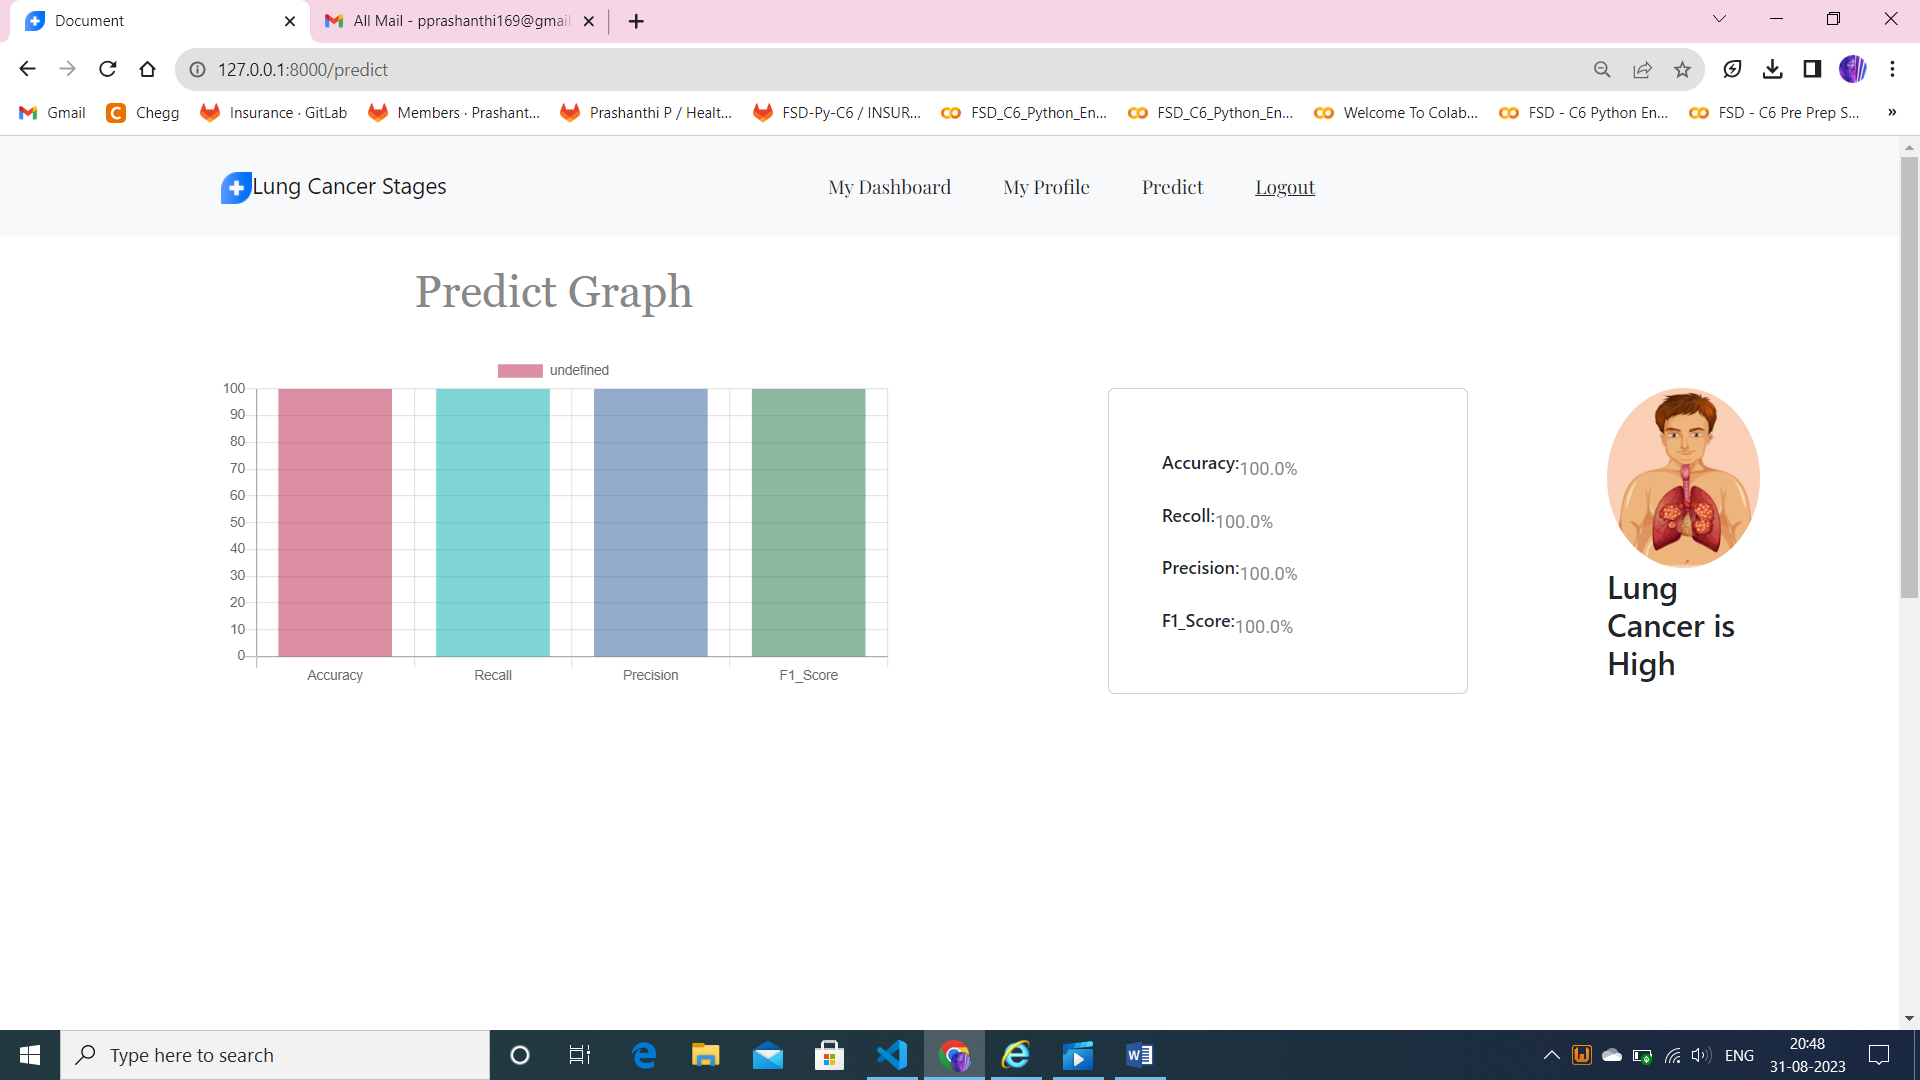 Document
All Mail - pprashanthi169@gmail.
127.0.0.1:8000/predict
Gmail
Chegg
Insurance · GitLab
Members · Prashant...
Prashanthi P / Healt...
FSD-Py-C6 / INSUR...
FSD_C6_Python_En...
FSD_C6_Python_En...
Welcome To Colab...
FSD - C6 Python En...
FSD - C6 Pre Prep S...
»
Lung Cancer Stages
My Dashboard
My Profile
Predict
Logout
Predict Graph
undefined
100
90
80
70
60
50
40
30
20
10
0
Accuracy
Recall
Precision
F1_Score
Accuracy:100.0%
Recoll:100.0%
Precision:100.0%
F1_Score:100.0%
Lung
Cancer is
High
Type here to search
ENG
20:48
31-08-2023